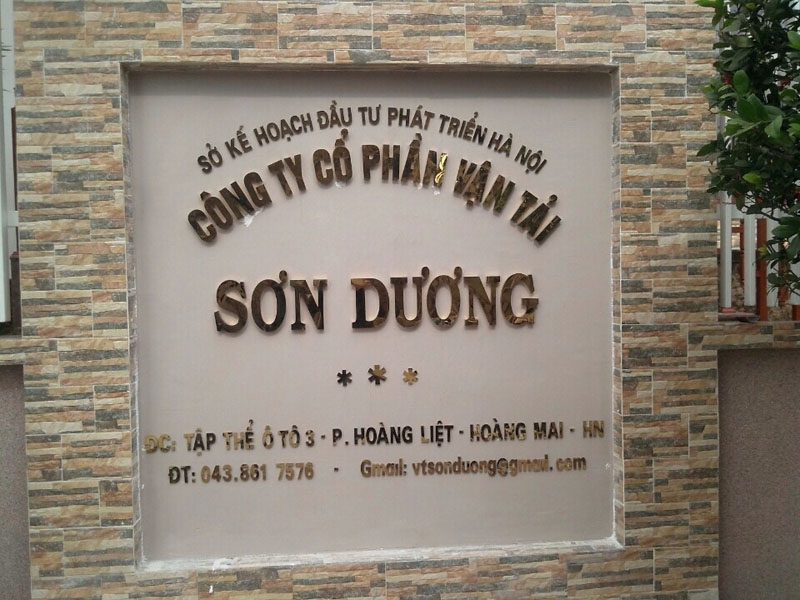 SỞ KẾ HOẠCH ĐẦU TƯ PHÁT TRIỂN HÀ NỘI
CÔNG TY CỔ PHẦN VẬN TẢI
SƠN DƯƠNG
***
ĐC: TẬP THỂ Ô TÔ 3 - P. HOÀNG LIỆT - HOÀNG MAI - HN
ĐT: 043.861 7576 - Gmail: vtsonduong@gmail.com